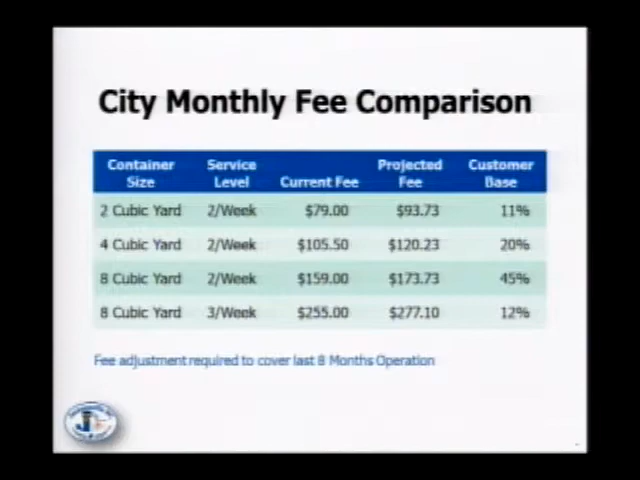 City Monthly Fee Comparison
Container Size Service Level Current Fee Projected Fee Customer Base
2 Cubic Yard 2/Week $79.00 $93.73 11%
4 Cubic Yard 2/Week $105.50 $120.23 20%
8 Cubic Yard 2/Week $159.00 $173.73 45%
8 Cubic Yard 3/Week $255.00 $277.10 12%
Fee adjustment required to cover last 8 Months Operation